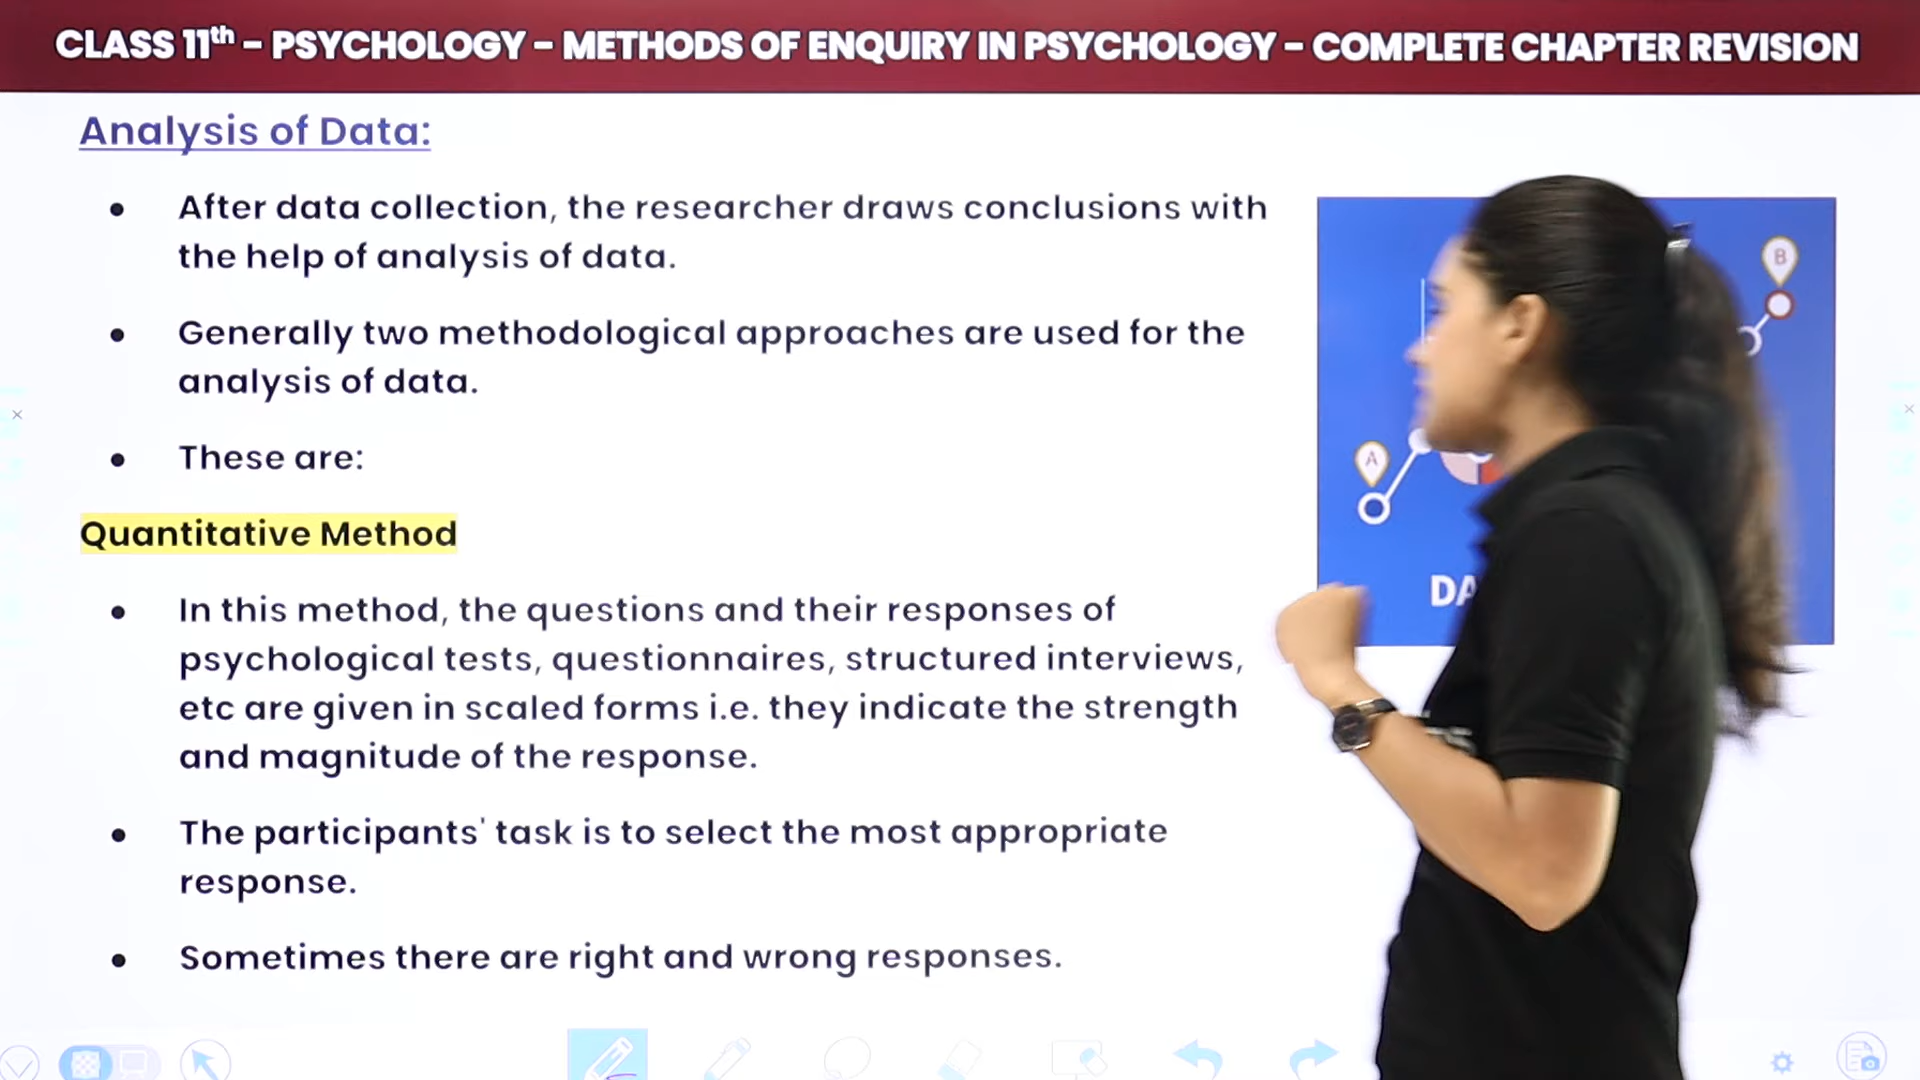 CLASS 11th - PSYCHOLOGY - METHODS OF ENQUIRY IN PSYCHOLOGY - COMPLETE CHAPTER REVISION
Analysis of Data:
• After data collection, the researcher draws conclusions with
the help of analysis of data.
• Generally two methodological approaches are used for the
analysis of data.
• These are:
Quantitative Method
• In this method, the questions and their responses of
psychological tests, questionnaires, structured interviews,
etc are given in scaled forms i.e. they indicate the strength
and magnitude of the response.
• The participants' task is to select the most appropriate
response.
• Sometimes there are right and wrong responses.
B
A